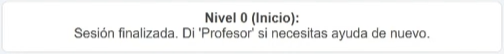 Nivel 0 (Inicio):
Sesión finalizada. Di 'Profesor' si necesitas ayuda de nuevo.